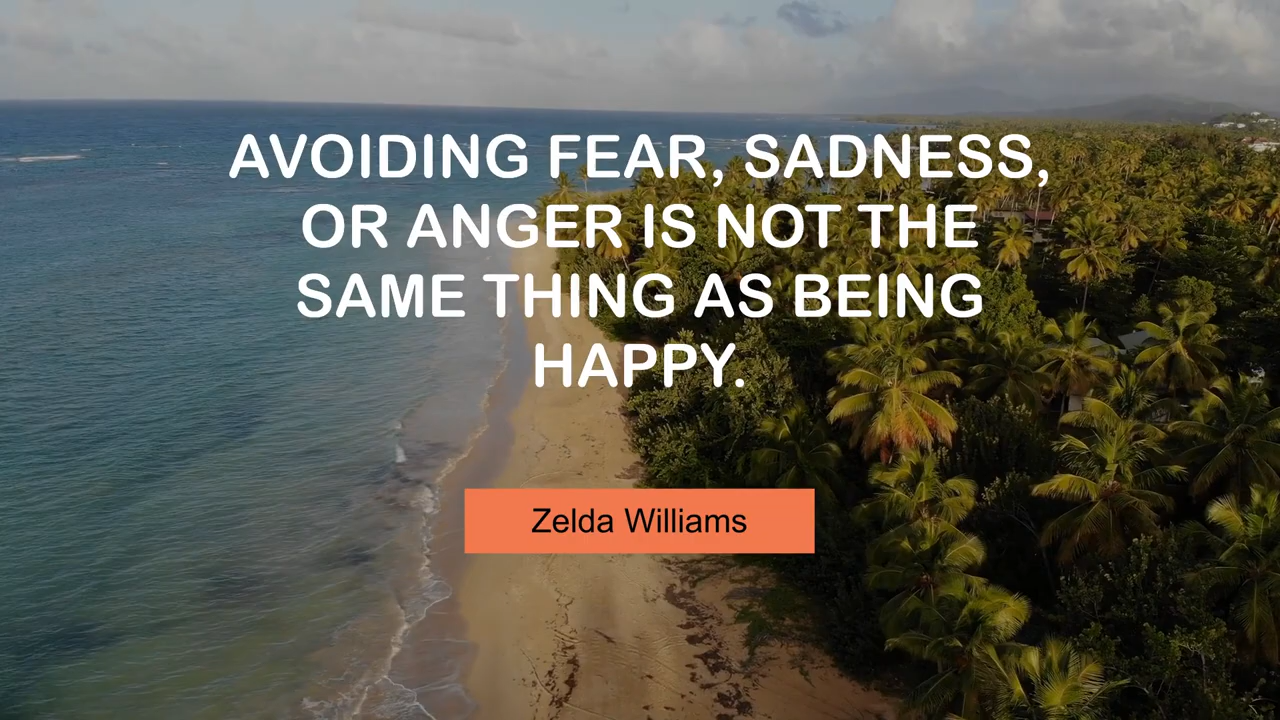 AVOIDING FEAR, SADNESS,
OR ANGER IS NOT THE
SAME THING AS BEING
HAPPY.
Zelda Williams